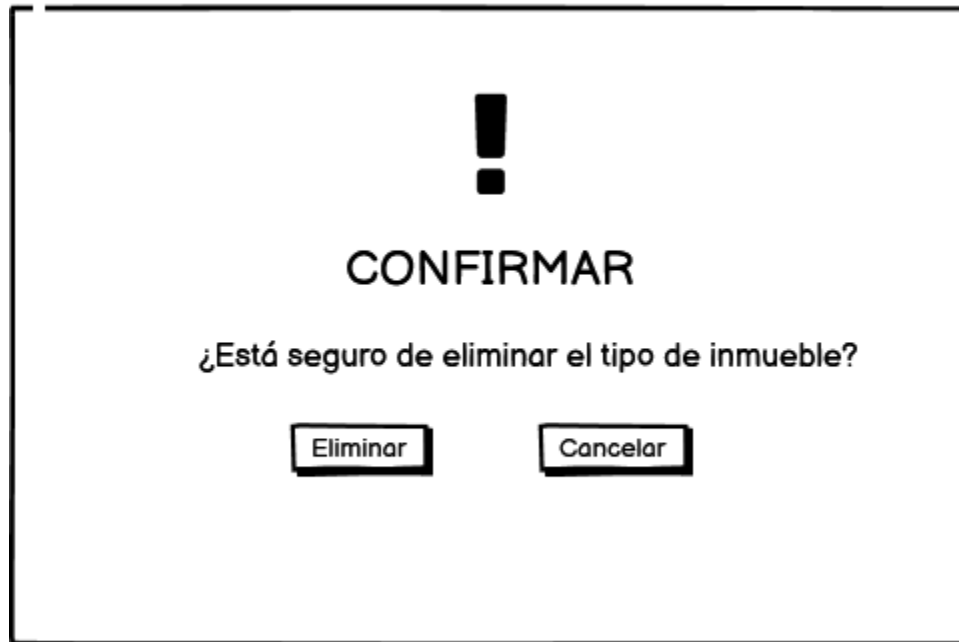 !
CONFIRMAR
¿Está seguro de eliminar el tipo de inmueble?
Eliminar
Cancelar